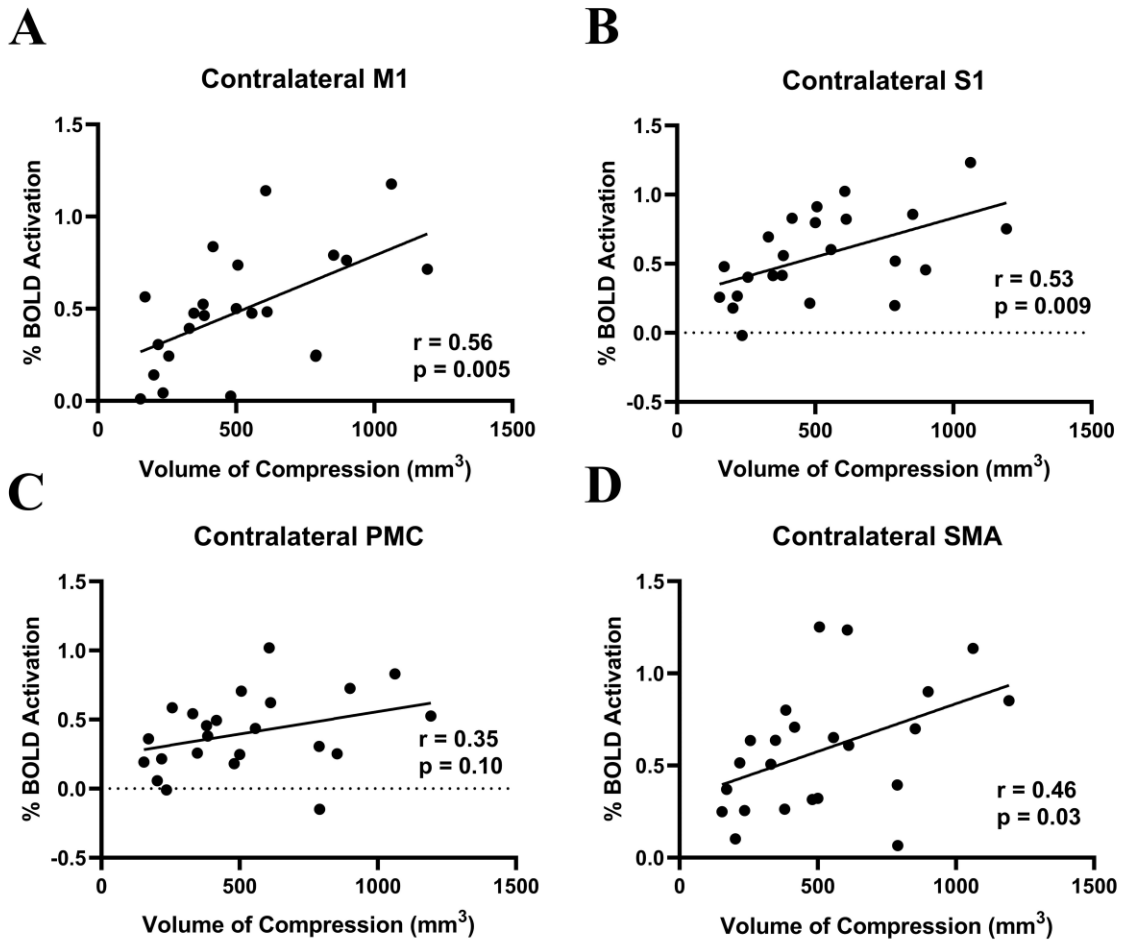 A
Contralateral M1
% BOLD Activation
1.5
1.0
0.5
0.0
r = 0.56
p = 0.005
0
500
1000
1500
Volume of Compression (mm³)
B
Contralateral S1
% BOLD Activation
1.5
1.0
0.5
0.0
-0.5
r = 0.53
p = 0.009
0
500
1000
1500
Volume of Compression (mm³)
C
Contralateral PMC
% BOLD Activation
1.5
1.0
0.5
0.0
-0.5
r = 0.35
p = 0.10
0
500
1000
1500
Volume of Compression (mm³)
D
Contralateral SMA
% BOLD Activation
1.5
1.0
0.5
0.0
r = 0.46
p = 0.03
0
500
1000
1500
Volume of Compression (mm³)